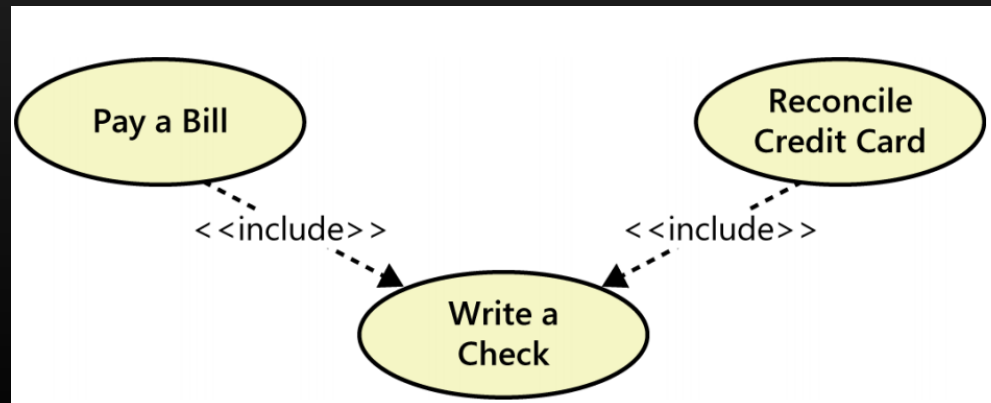 Pay a Bill
Reconcile
Credit Card
<<include>>
<<include>>
Write a
Check